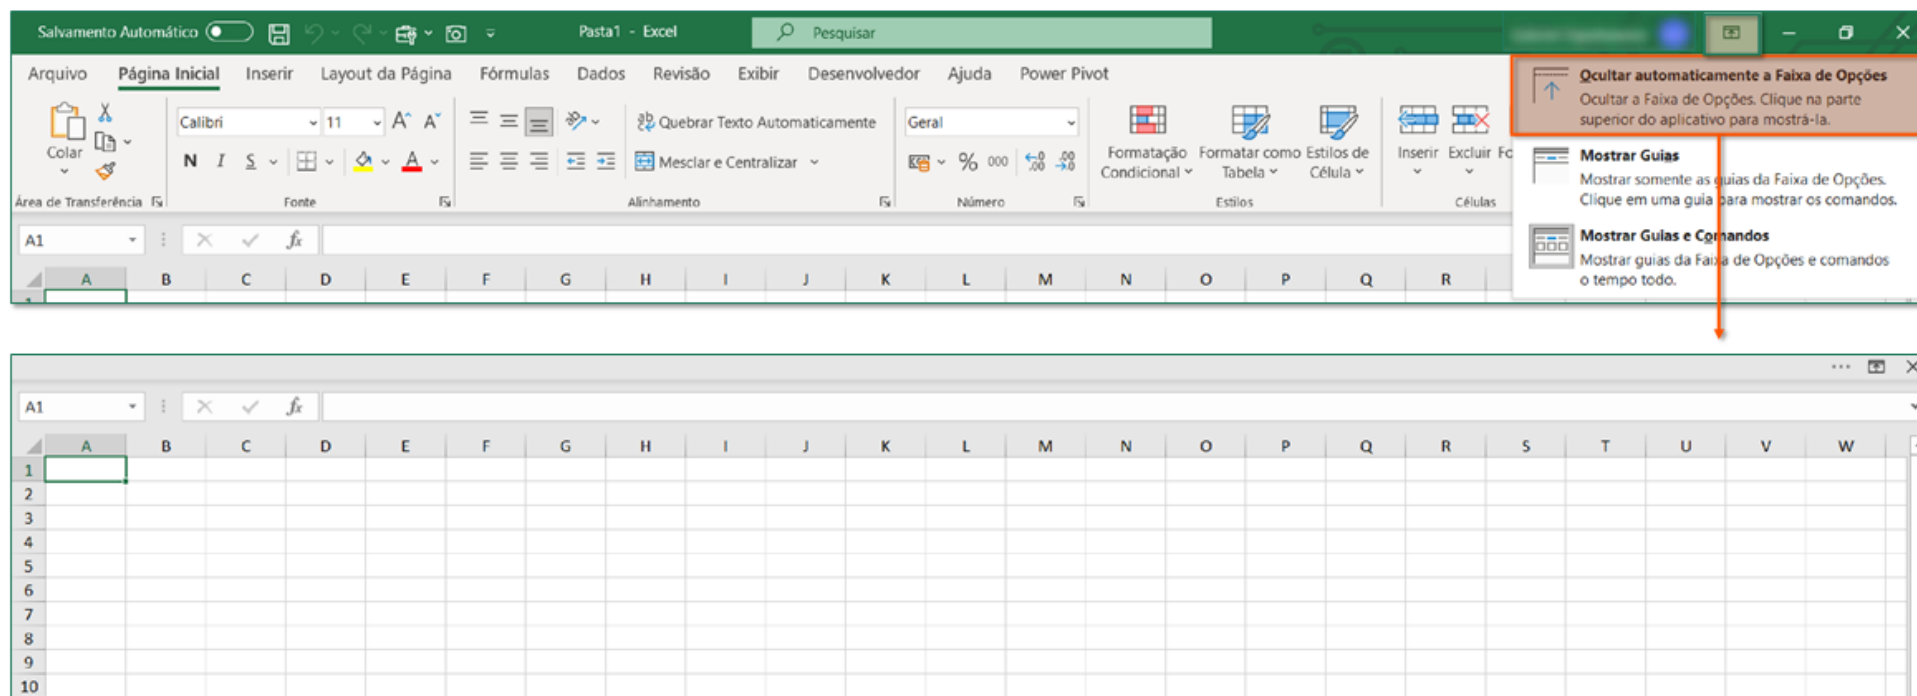 Salvamento Automático Pasta1 - Excel Pesquisar
Arquivo Página Inicial Inserir Layout da Página Fórmulas Dados Revisão Exibir Desenvolvedor Ajuda Power Pivot
Ocultar automaticamente a Faixa de Opções
Ocultar a Faixa de Opções. Clique na parte
superior do aplicativo para mostrá-la.
Mostrar Guias
Mostrar somente as guias da Faixa de Opções.
Clique em uma guia para mostrar os comandos.
Mostrar Guias e Comandos
Mostrar guias da Faixa de Opções e comandos
o tempo todo.
Colar
Calibri 11 A A
N I S A
Quebrar Texto Automaticamente
Mesclar e Centralizar
Geral
% 000 ,00 ,00
Formatação Condicional
Formatar como Tabela
Estilos de Célula
Inserir Excluir Fo
Área de Transferência Fonte Alinhamento Número Estilos Células
A1 fx
A B C D E F G H I J K L M N O P Q R
1
A1 fx
A B C D E F G H I J K L M N O P Q R S T U V W
1
2
3
4
5
6
7
8
9
10